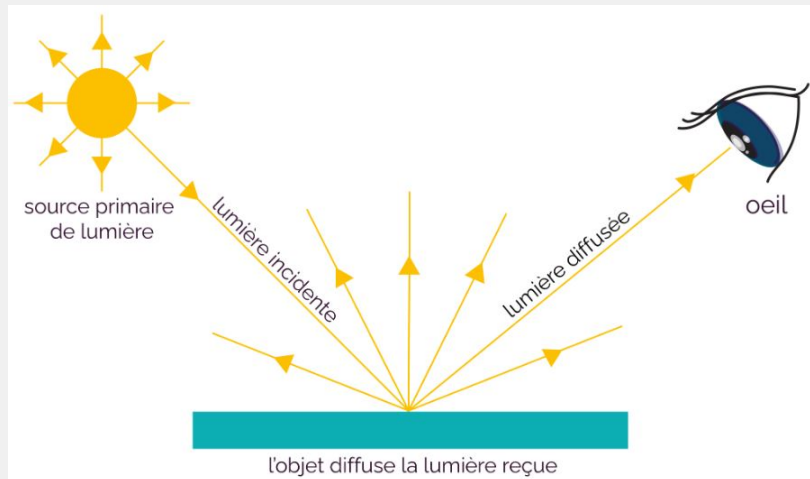 source primaire
de lumière
lumière incidente
lumière diffusée
oeil
l'objet diffuse la lumière reçue